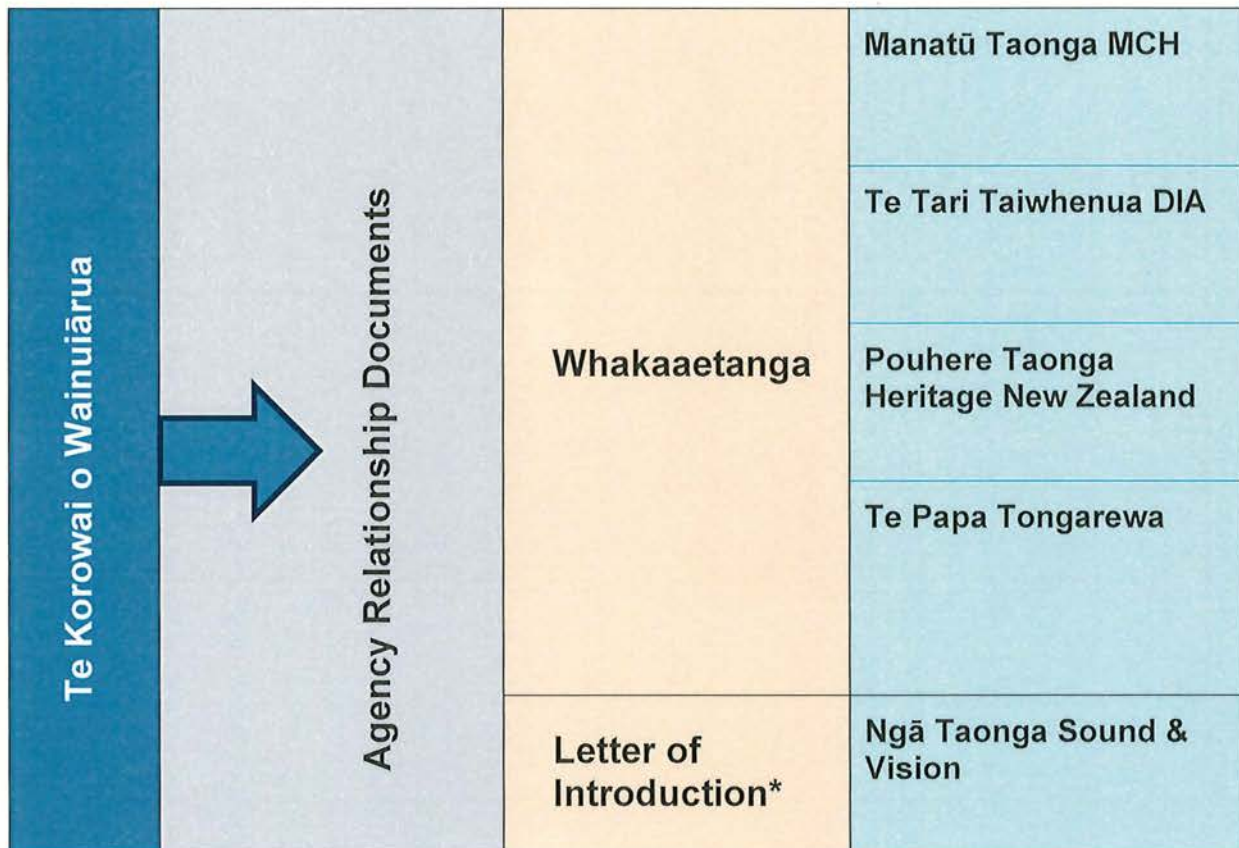 Te Korowai o Wainuiārua
Agency Relationship Documents
Whakaaetanga
Manatū Taonga MCH
Te Tari Taiwhenua DIA
Pouhere Taonga
Heritage New Zealand
Te Papa Tongarewa
Letter of
Introduction*
Ngā Taonga Sound &
Vision